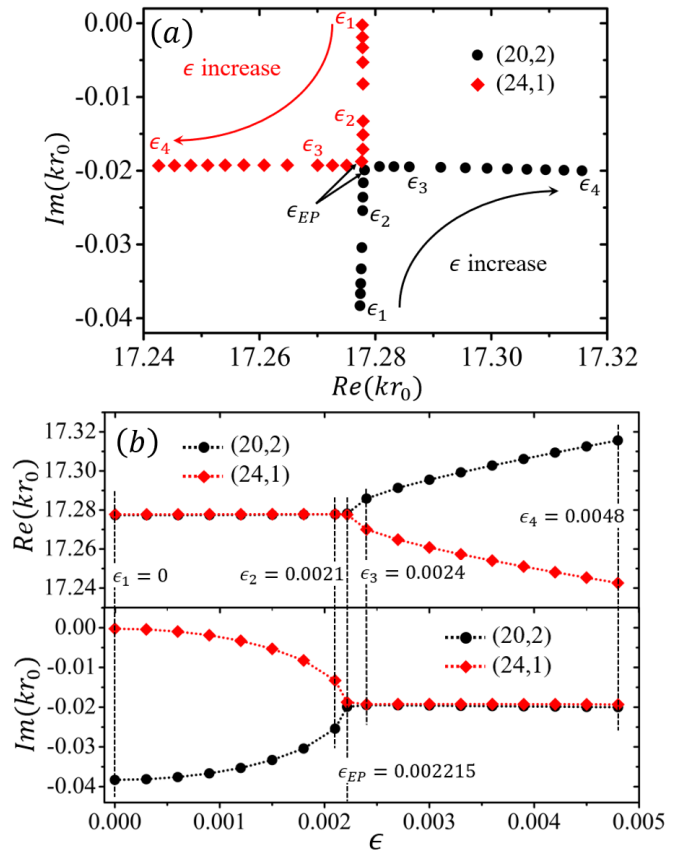 (a)
(20,2)
(24,1)
ϵ increase
ϵ₁
ϵ₂
ϵ₃
ϵ₄
ϵ_EP
ϵ₃
ϵ₄
ϵ₂
ϵ increase
ϵ₁
0.00
-0.01
-0.02
-0.03
-0.04
Im(kr₀)
17.24 17.26 17.28 17.30 17.32
Re(kr₀)
(b)
(20,2)
(24,1)
17.32
17.30
17.28
17.26
17.24
Re(kr₀)
ϵ₄ = 0.0048
ϵ₁ = 0
ϵ₂ = 0.0021
ϵ₃ = 0.0024
(20,2)
(24,1)
0.00
-0.01
-0.02
-0.03
-0.04
Im(kr₀)
ϵ_EP = 0.002215
0.000 0.001 0.002 0.003 0.004 0.005
ϵ